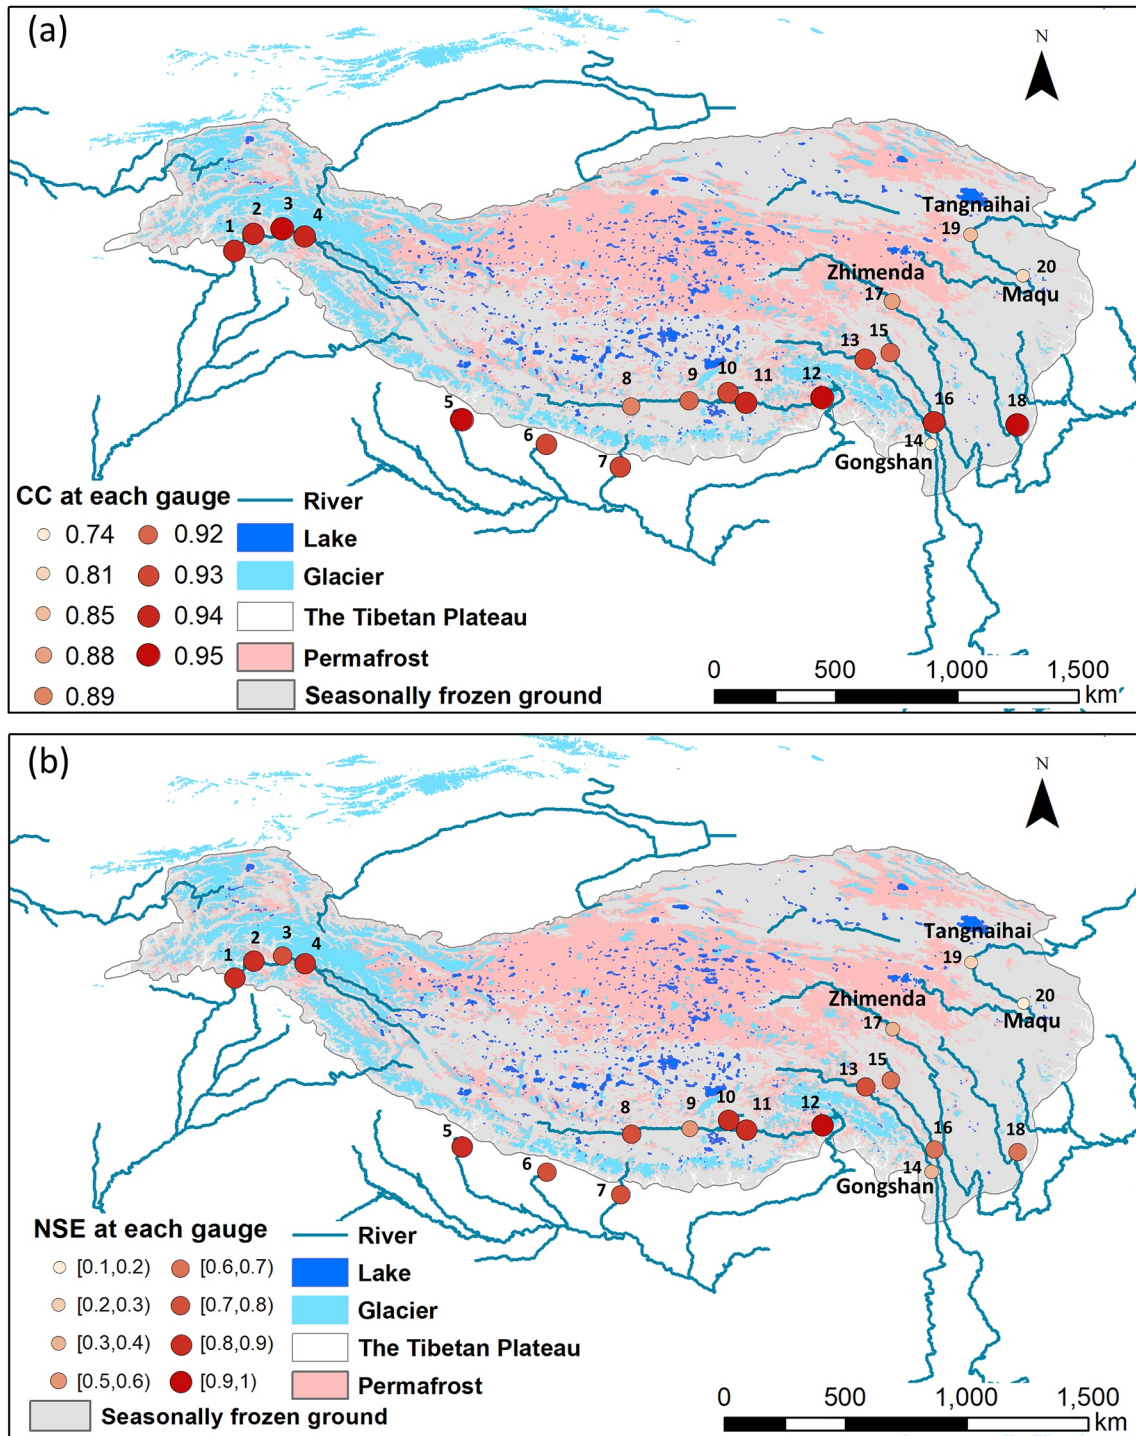 (a)
N
Tangnaihai
19
20
Maqu
Zhimenda
17
1
2
3
4
13
15
8
9
10
11
12
5
6
7
16
18
14
Gongshan
CC at each gauge
0.74
0.81
0.85
0.88
0.89
0.92
0.93
0.94
0.95
River
Lake
Glacier
The Tibetan Plateau
Permafrost
Seasonally frozen ground
0 500 1,000 1,500
km
(b)
N
Tangnaihai
19
20
Maqu
Zhimenda
17
1
2
3
4
13
15
8
9
10
11
12
5
6
7
16
18
14
Gongshan
NSE at each gauge
[0.1,0.2)
[0.2,0.3)
[0.3,0.4)
[0.5,0.6)
[0.6,0.7)
[0.7,0.8)
[0.8,0.9)
[0.9,1)
River
Lake
Glacier
The Tibetan Plateau
Permafrost
Seasonally frozen ground
0 500 1,000 1,500
km